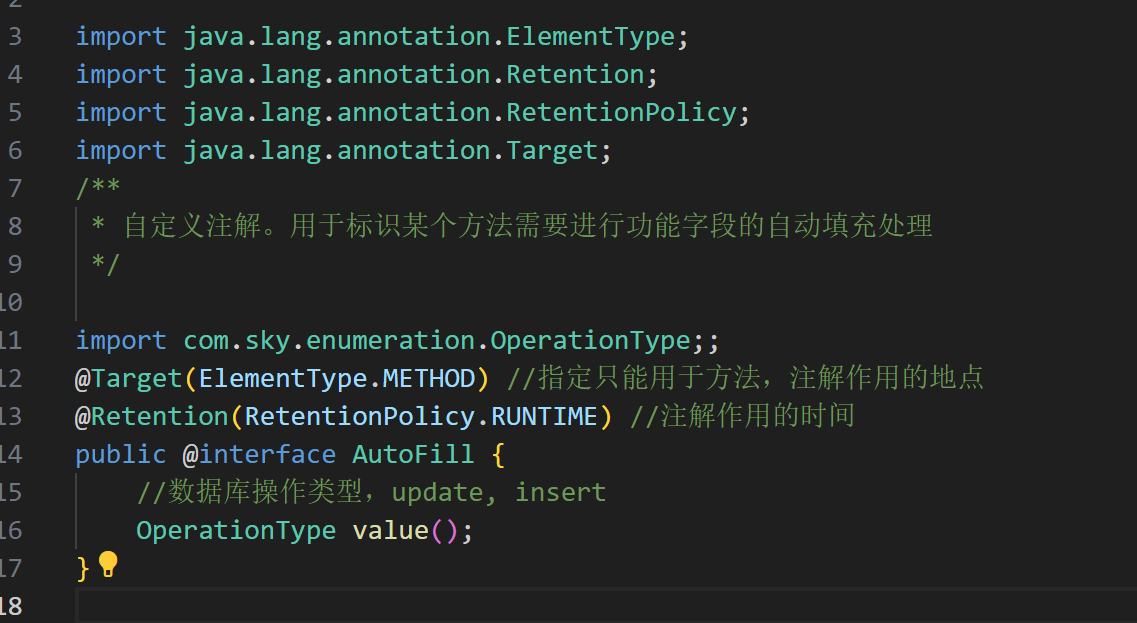 2
3 import java.lang.annotation.ElementType;
4 import java.lang.annotation.Retention;
5 import java.lang.annotation.RetentionPolicy;
6 import java.lang.annotation.Target;
7 /**
8  * 自定义注解。用于标识某个方法需要进行功能字段的自动填充处理
9  */
10
11 import com.sky.enumeration.OperationType;;
12 @Target(ElementType.METHOD) //指定只能用于方法，注解作用的地点
13 @Retention(RetentionPolicy.RUNTIME) //注解作用的时间
14 public @interface AutoFill {
15     //数据库操作类型，update, insert
16     OperationType value();
17 }
18